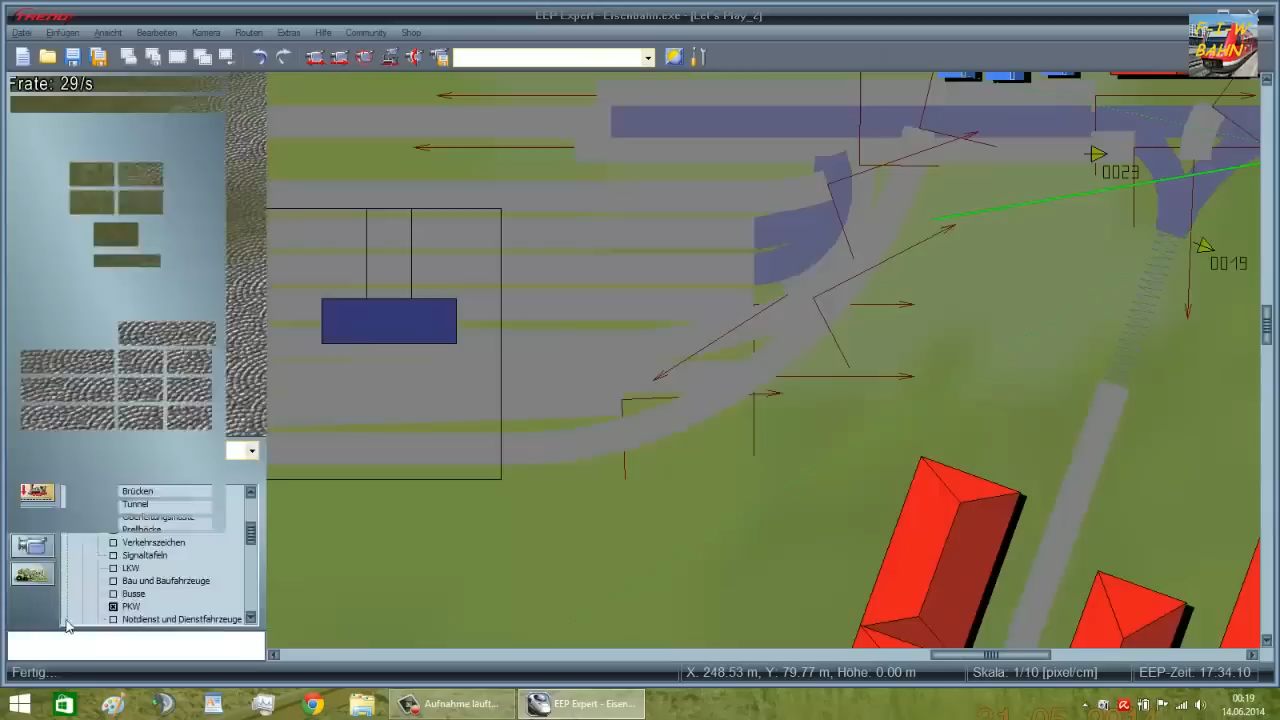 TREND
EEP Expert - Eisenbahn.exe - [Let's Play_2]
F-I-W
BAHN
Datei Einfügen Ansicht Bearbeiten Kamera Routen Extras Hilfe Community Shop
Frate: 29/s
0023
0019
Brücken
Tunnel
Oberleitungsmaste
Prellböcke
Verkehrszeichen
Signaltafeln
LKW
Bau und Baufahrzeuge
Busse
PKW
Notdienst und Dienstfahrzeuge
Fertig...
X: 248.53 m, Y: 79.77 m, Höhe: 0.00 m
Skala: 1/10 [pixel/cm]
EEP-Zeit: 17:34.10
Aufnahme läuft...
EEP Expert - Eisen...
00:19
14.06.2014